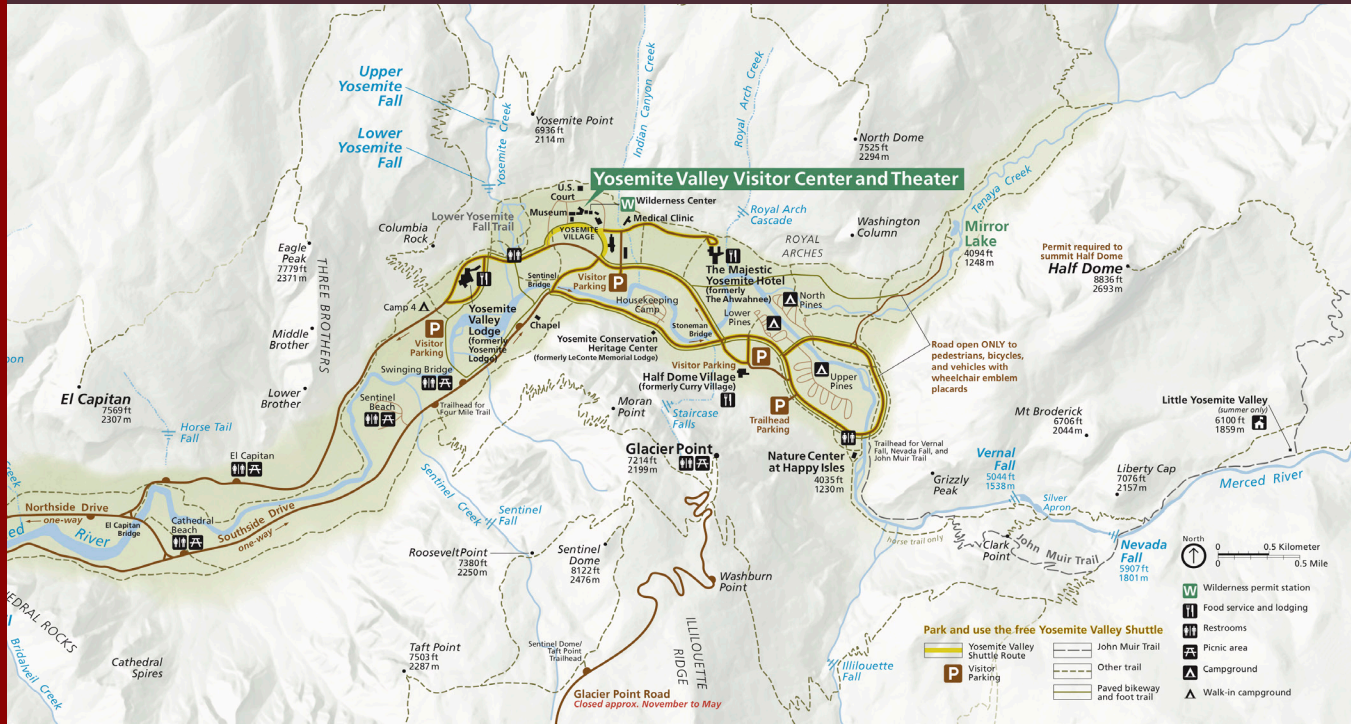 Upper
Yosemite
Fall
Lower
Yosemite
Fall
Yosemite Creek
Yosemite Point
6936 ft
2114 m
Indian Canyon Creek
Royal Arch Creek
North Dome
7525 ft
2294 m
Yosemite Valley Visitor Center and Theater
U.S.
Court
Museum
W
Wilderness Center
Medical Clinic
YOSEMITE
VILLAGE
Lower Yosemite
Fall Trail
Columbia
Rock
Royal Arch
Cascade
ROYAL
ARCHES
Washington
Column
Tenaya Creek
Mirror
Lake
4094 ft
1248 m
Permit required to
summit Half Dome
Half Dome
8836 ft
2693 m
Eagle
Peak
7779 ft
2371 m
THREE BROTHERS
Middle
Brother
Lower
Brother
Camp 4
P
Visitor
Parking
Yosemite
Valley
Lodge
(formerly
Yosemite
Lodge)
Sentinel
Bridge
Visitor
Parking
P
Chapel
Housekeeping
Camp
The Majestic
Yosemite Hotel
(formerly
The Ahwahnee)
North
Pines
Lower
Pines
Stoneman
Bridge
Yosemite Conservation
Heritage Center
(formerly LeConte Memorial Lodge)
Visitor Parking
P
Half Dome Village
(formerly Curry Village)
Upper
Pines
Road open ONLY to
pedestrians, bicycles,
and vehicles with
wheelchair emblem
placards
Swinging Bridge
Sentinel
Beach
Trailhead for
Four Mile Trail
Moran
Point
Staircase
Falls
P
Trailhead
Parking
El Capitan
7569 ft
2307 m
Horse Tail
Fall
El Capitan
Glacier Point
7214 ft
2199 m
Nature Center
at Happy Isles
4035 ft
1230 m
Trailhead for Vernal
Fall, Nevada Fall, and
John Muir Trail
Grizzly
Peak
Mt Broderick
6706 ft
2044 m
Little Yosemite Valley
(summer only)
6100 ft
1859 m
Vernal
Fall
5044 ft
1538 m
Liberty Cap
7076 ft
2157 m
Merced River
Silver
Apron
Creek
Northside Drive
one-way
River
El Capitan
Bridge
Cathedral
Beach
Southside Drive
one-way
Sentinel Creek
Sentinel
Fall
Roosevelt Point
7380 ft
2250 m
Sentinel
Dome
8122 ft
2476 m
Washburn
Point
horse trail only
Clark
Point
John Muir Trail
Nevada
Fall
5907 ft
1801 m
Cathedral
Spires
Bridalveil Creek
Taft Point
7503 ft
2287 m
Sentinel Dome/
Taft Point
Trailhead
Glacier Point Road
Closed approx. November to May
ILLILOUETTE
RIDGE
Illilouette
Fall
North
0 0.5 Kilometer
0 0.5 Mile
W Wilderness permit station
Food service and lodging
Restrooms
Picnic area
Campground
Walk-in campground
Park and use the free Yosemite Valley Shuttle
Yosemite Valley
Shuttle Route
P Visitor
Parking
John Muir Trail
Other trail
Paved bikeway
and foot trail